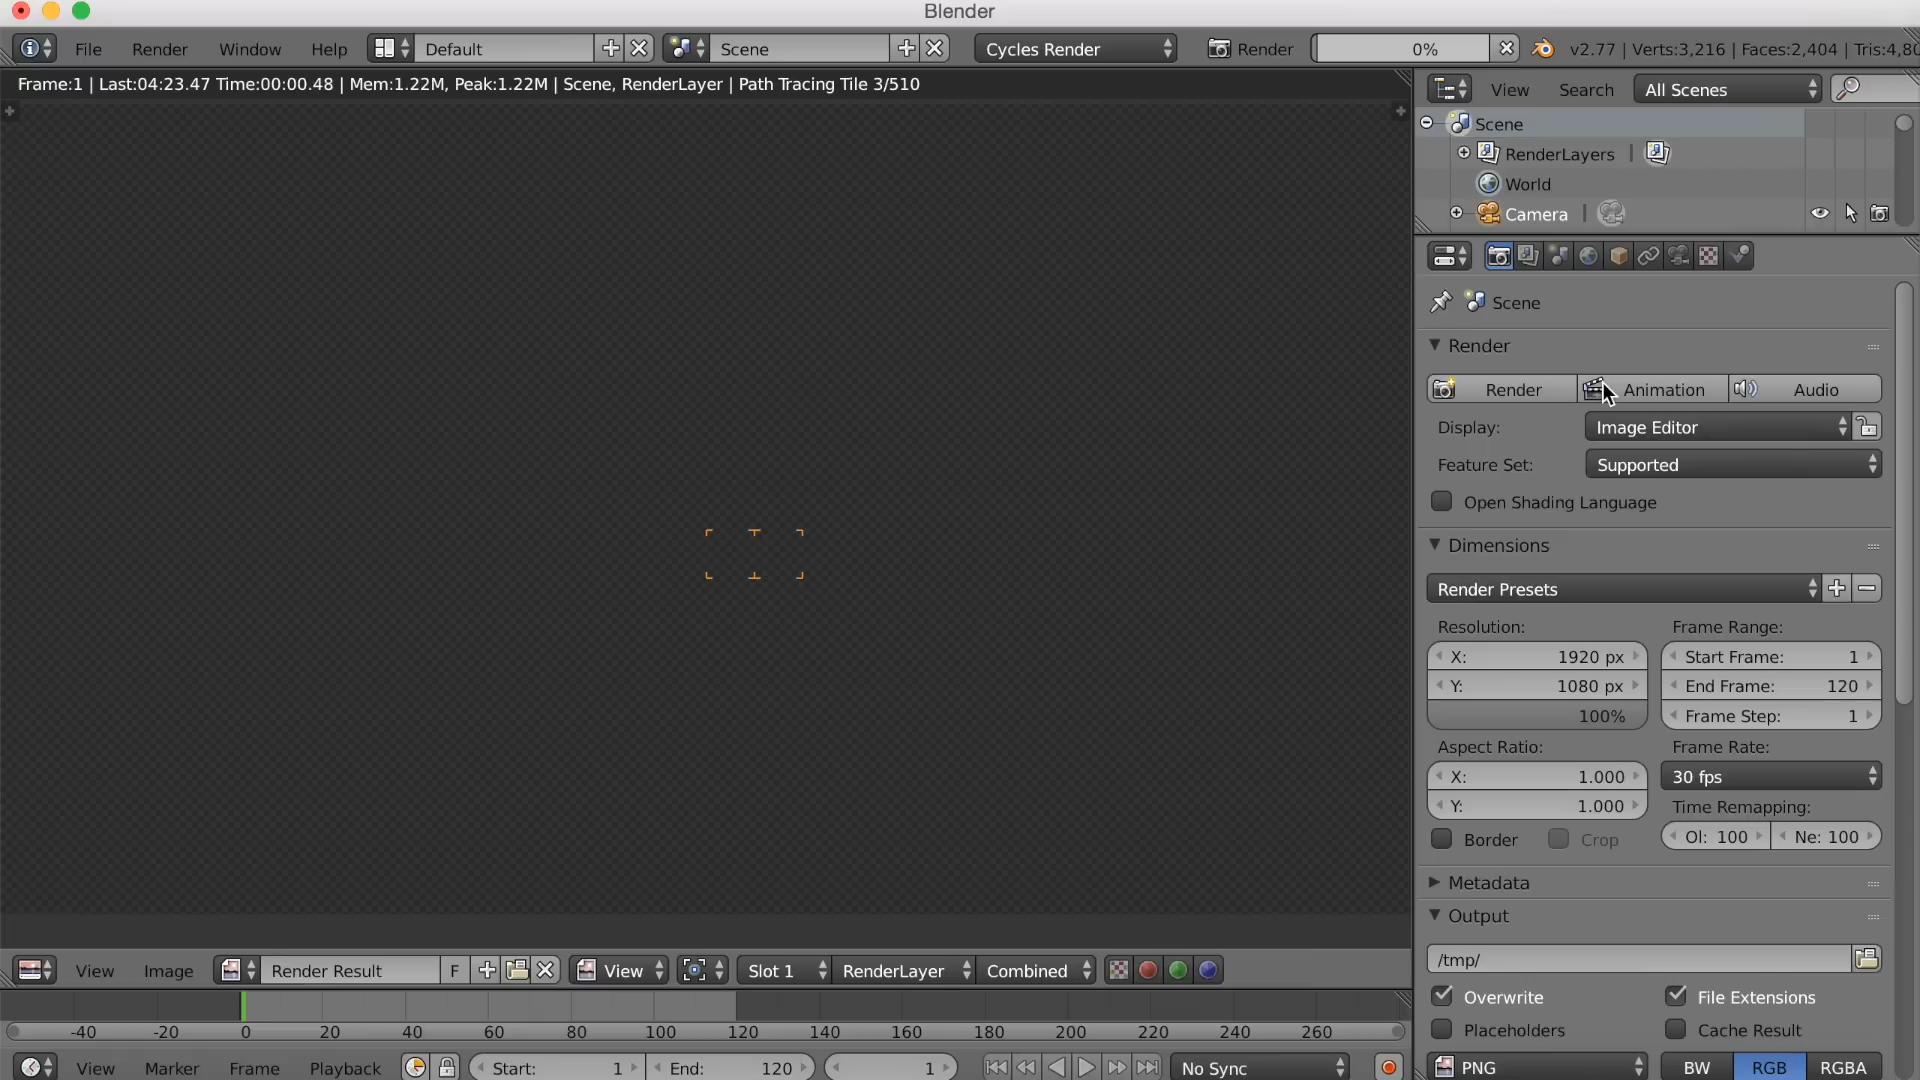 Blender
File Render Window Help Default Scene Cycles Render Render 0% v2.77 | Verts:3,216 | Faces:2,404 | Tris:4,80
Frame:1 | Last:04:23.47 Time:00:00.48 | Mem:1.22M, Peak:1.22M | Scene, RenderLayer | Path Tracing Tile 3/510
View Search All Scenes
Scene
RenderLayers |
World
Camera |
Scene
Render
Render Animation Audio
Display: Image Editor
Feature Set: Supported
Open Shading Language
Dimensions
Render Presets
Resolution: Frame Range:
X: 1920 px Start Frame: 1
Y: 1080 px End Frame: 120
100% Frame Step: 1
Aspect Ratio: Frame Rate:
X: 1.000 30 fps
Y: 1.000 Time Remapping:
Border Crop Ol: 100 Ne: 100
Metadata
Output
/tmp/
Overwrite File Extensions
Placeholders Cache Result
PNG BW RGB RGBA
View Image Render Result F View Slot 1 RenderLayer Combined
-40 -20 0 20 40 60 80 100 120 140 160 180 200 220 240 260
View Marker Frame Playback Start: 1 End: 120 1 No Sync